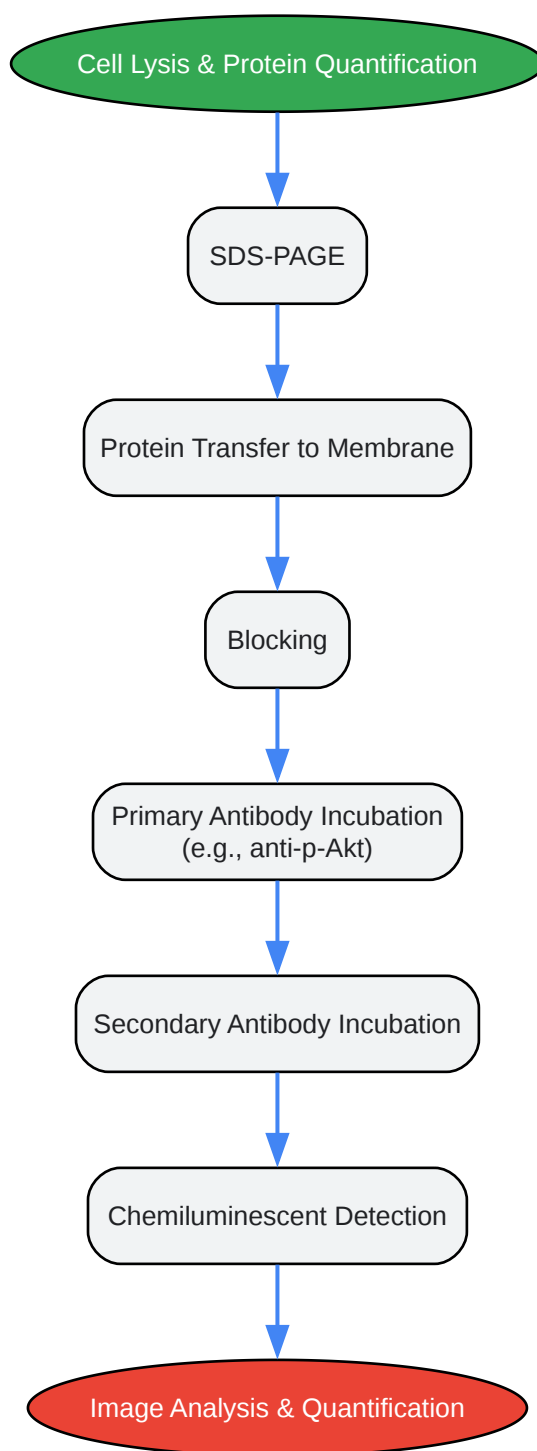 Cell Lysis & Protein Quantification
SDS-PAGE
Protein Transfer to Membrane
Blocking
Primary Antibody Incubation
(e.g., anti-p-Akt)
Secondary Antibody Incubation
Chemiluminescent Detection
Image Analysis & Quantification